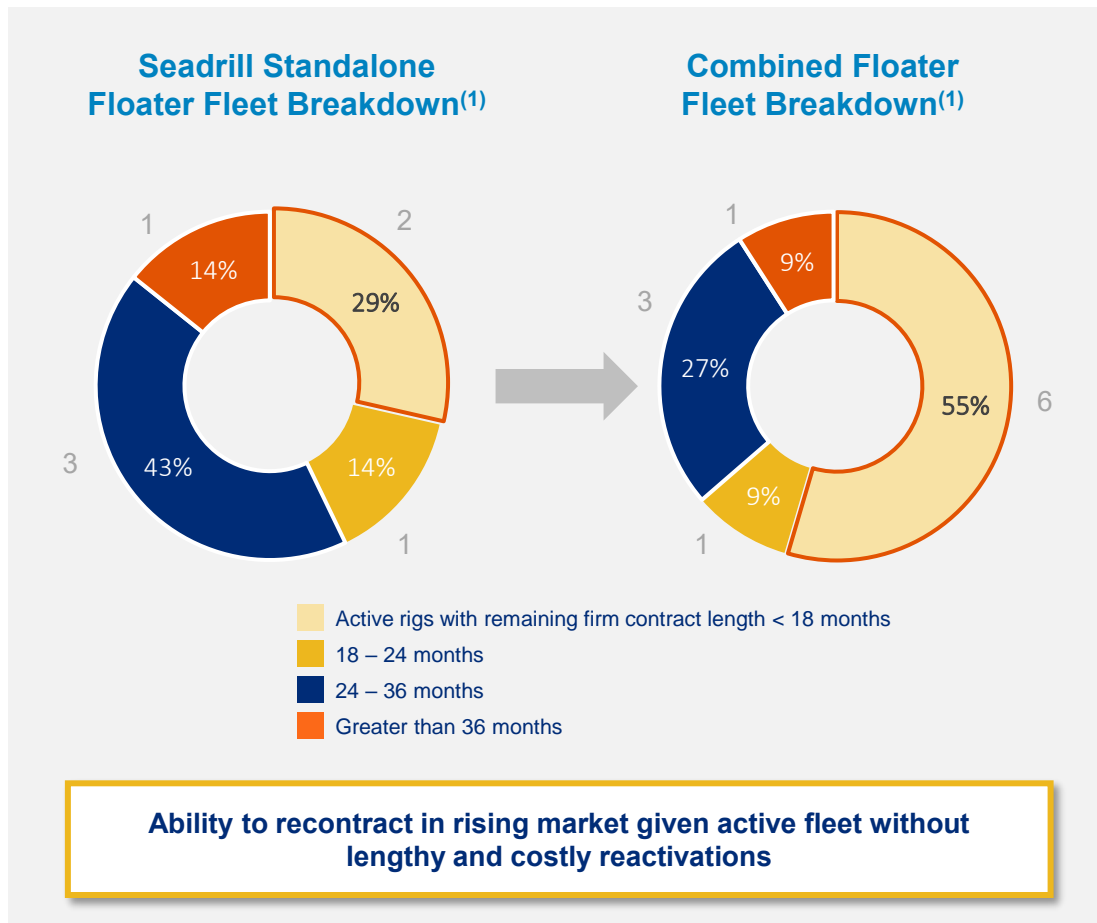 Seadrill Standalone
Floater Fleet Breakdown(1)
Combined Floater
Fleet Breakdown(1)
1
2
14%
29%
3
43%
14%
1
1
9%
3
27%
55%
6
9%
1
Active rigs with remaining firm contract length < 18 months
18 – 24 months
24 – 36 months
Greater than 36 months
Ability to recontract in rising market given active fleet without
lengthy and costly reactivations